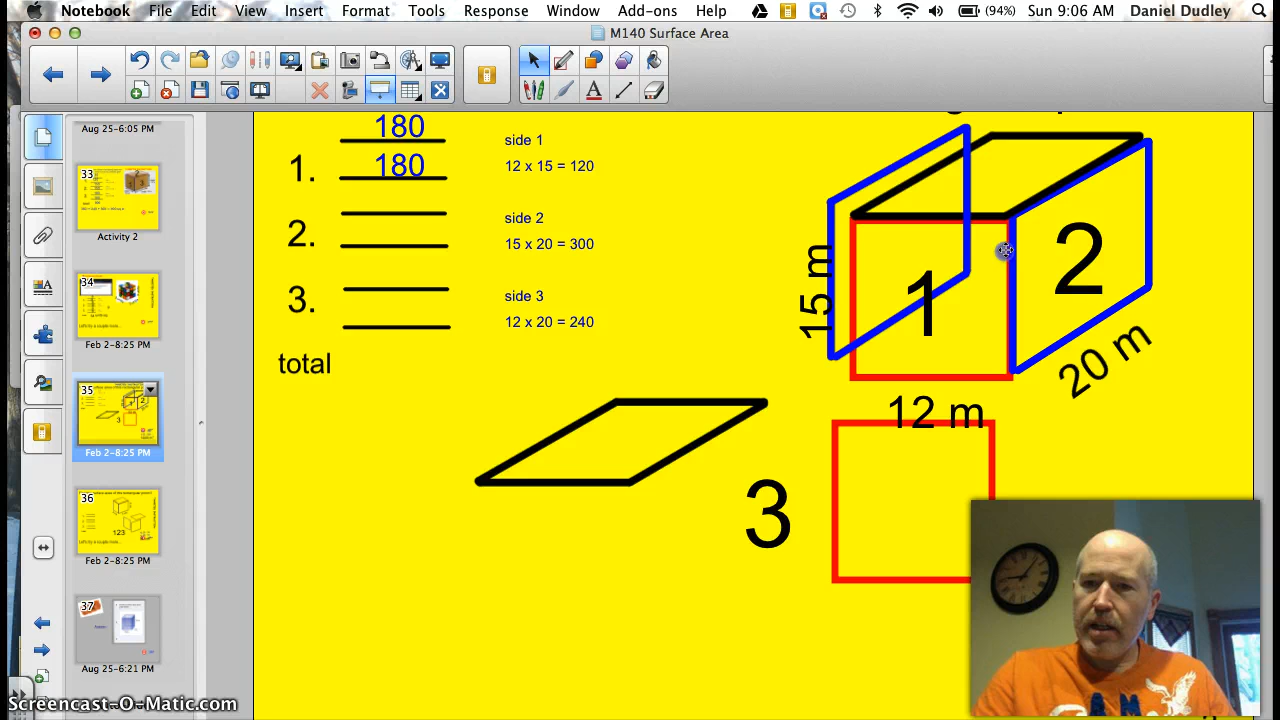 Notebook File Edit View Insert Format Tools Response Window Add-ons Help (94%) Sun 9:06 AM Daniel Dudley
M140 Surface Area
Aug 25-6:05 PM
33
Activity 2
34
Feb 2-8:25 PM
35
Feb 2-8:25 PM
36
Feb 2-8:25 PM
37
Aug 25-6:21 PM
180
1. 180
2.
3.
total
side 1
12 x 15 = 120
side 2
15 x 20 = 300
side 3
12 x 20 = 240
15 m
1
2
20 m
12 m
3
Screencast-O-Matic.com